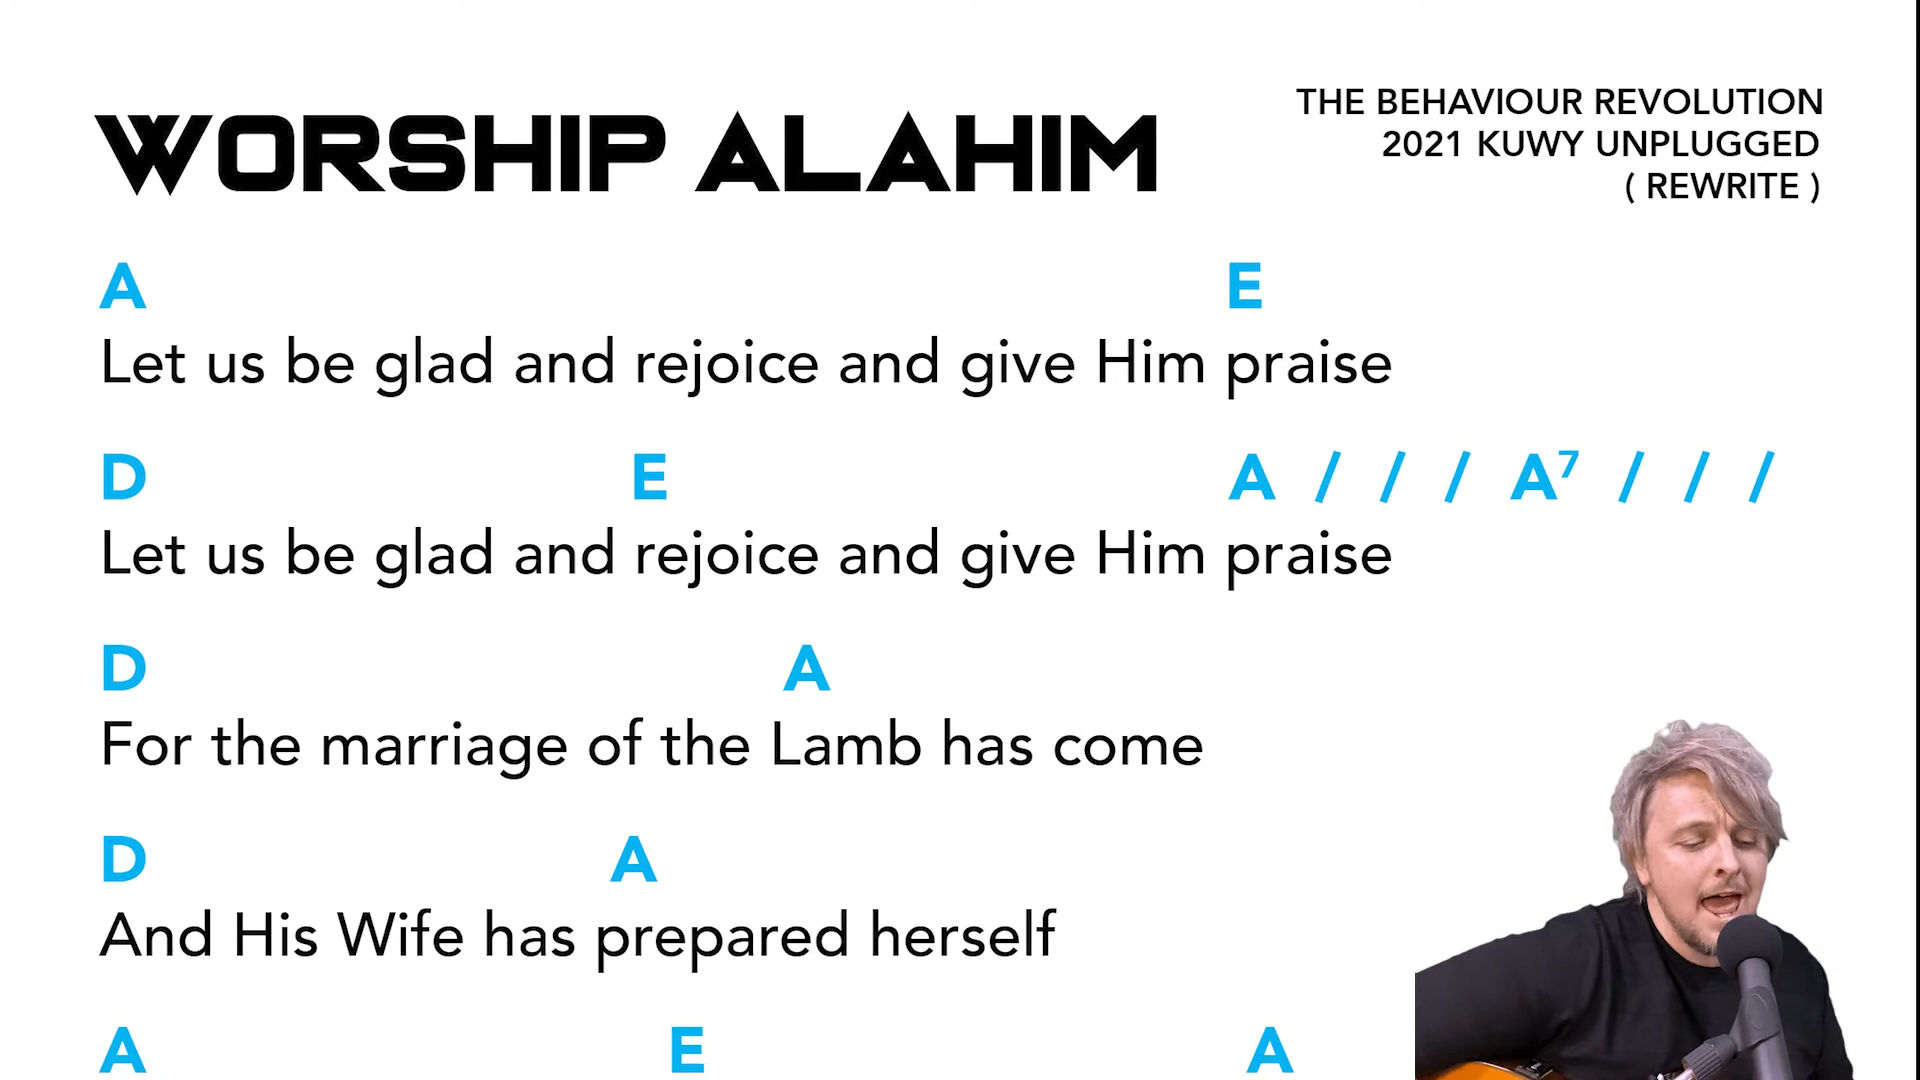 WORSHIP ALAHIM
THE BEHAVIOUR REVOLUTION
2021 KUWY UNPLUGGED
( REWRITE )
A E
Let us be glad and rejoice and give Him praise
D E A / / / A⁷ / / /
Let us be glad and rejoice and give Him praise
D A
For the marriage of the Lamb has come
D A
And His Wife has prepared herself
A E A